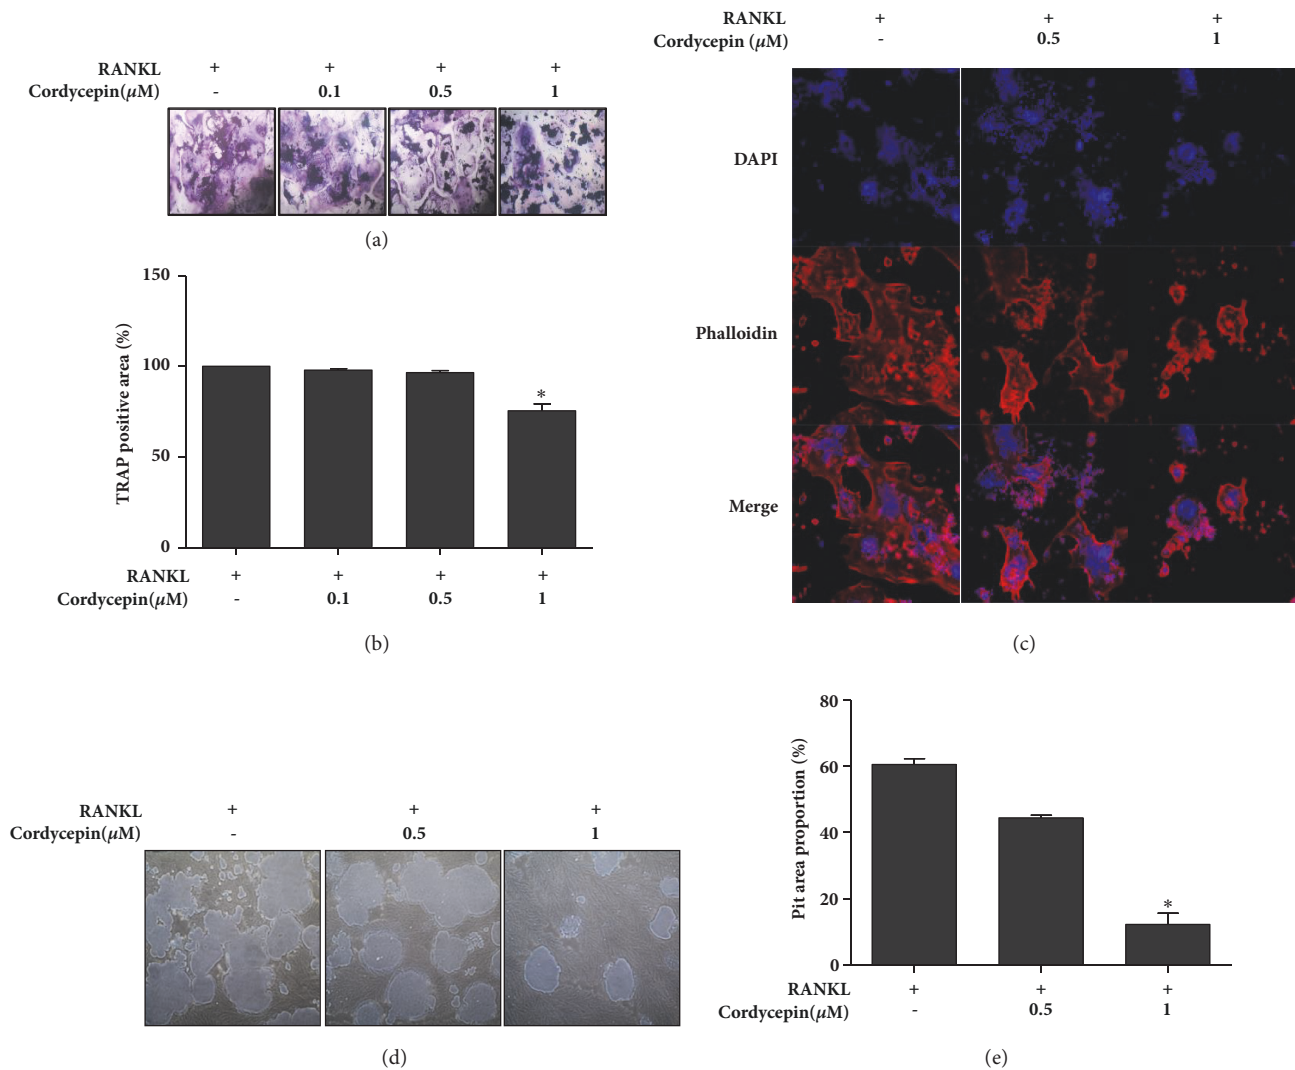 RANKL + + + +
Cordycepin(μM) - 0.1 0.5 1
(a)
150
100
50
0
TRAP positive area (%)
*
RANKL + + + +
Cordycepin(μM) - 0.1 0.5 1
(b)
RANKL + + +
Cordycepin (μM) - 0.5 1
DAPI
Phalloidin
Merge
(c)
RANKL + + +
Cordycepin(μM) - 0.5 1
(d)
80
60
40
20
0
Pit area proportion (%)
*
RANKL + + +
Cordycepin(μM) - 0.5 1
(e)